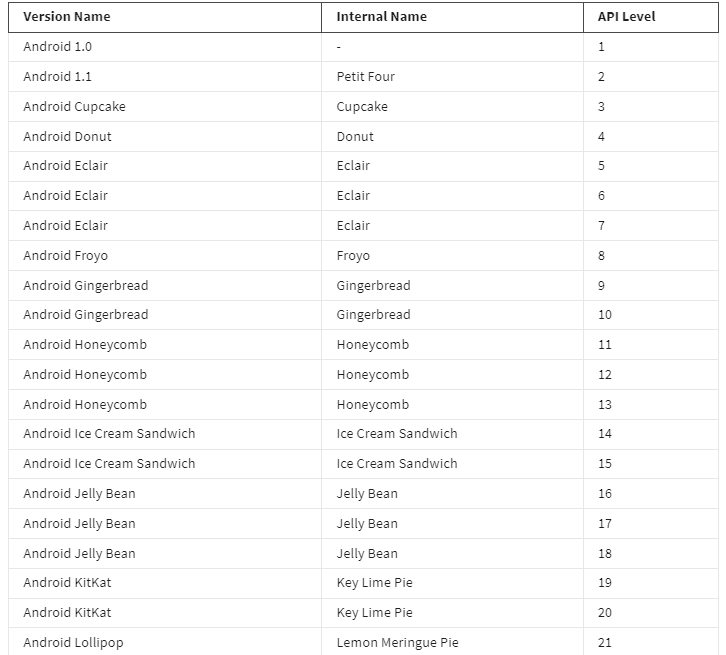 Version Name Internal Name API Level
Android 1.0 - 1
Android 1.1 Petit Four 2
Android Cupcake Cupcake 3
Android Donut Donut 4
Android Eclair Eclair 5
Android Eclair Eclair 6
Android Eclair Eclair 7
Android Froyo Froyo 8
Android Gingerbread Gingerbread 9
Android Gingerbread Gingerbread 10
Android Honeycomb Honeycomb 11
Android Honeycomb Honeycomb 12
Android Honeycomb Honeycomb 13
Android Ice Cream Sandwich Ice Cream Sandwich 14
Android Ice Cream Sandwich Ice Cream Sandwich 15
Android Jelly Bean Jelly Bean 16
Android Jelly Bean Jelly Bean 17
Android Jelly Bean Jelly Bean 18
Android KitKat Key Lime Pie 19
Android KitKat Key Lime Pie 20
Android Lollipop Lemon Meringue Pie 21